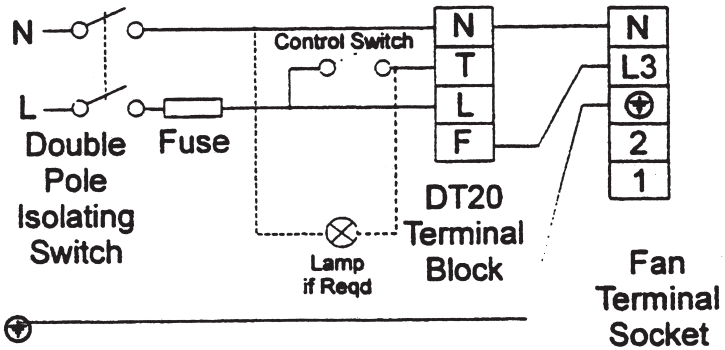 N
Control Switch
N
T
L
F
N
L3
2
1
L
Fuse
Double
Pole
Isolating
Switch
DT20
Terminal
Block
Lamp
if Reqd
Fan
Terminal
Socket